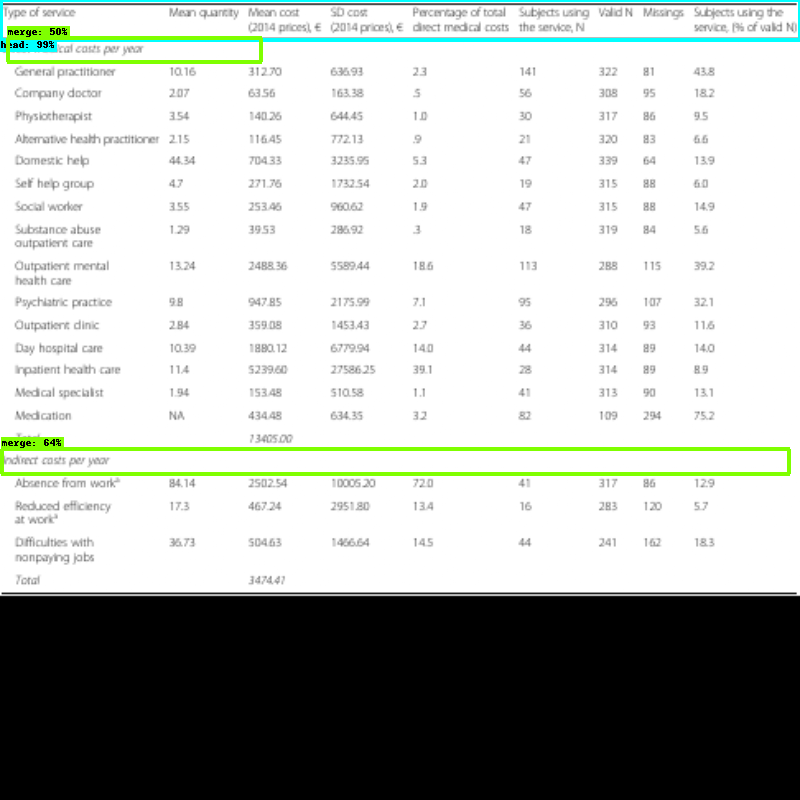 Type of service Mean quantity Mean cost SD cost Percentage of total Subjects using Valid N Missings Subjects using the
(2014 prices), € (2014 prices), € direct medical costs the service, N service, (% of valid N)
merge: 50%
head: 99%
costs per year
General practitioner 10.16 312.70 636.93 2.3 141 322 81 43.8
Company doctor 2.07 63.56 163.38 .5 56 308 95 18.2
Physiotherapist 3.54 140.26 644.45 1.0 30 317 86 9.5
Alternative health practitioner 2.15 116.45 772.13 .9 21 320 83 6.6
Domestic help 44.34 704.33 3235.95 5.3 47 339 64 13.9
Self help group 4.7 271.76 1732.54 2.0 19 315 88 6.0
Social worker 3.55 253.46 960.62 1.9 47 315 88 14.9
Substance abuse 1.29 39.53 286.92 .3 18 319 84 5.6
outpatient care
Outpatient mental 13.24 2488.36 5589.44 18.6 113 288 115 39.2
health care
Psychiatric practice 9.8 947.85 2175.99 7.1 95 296 107 32.1
Outpatient clinic 2.84 359.08 1453.43 2.7 36 310 93 11.6
Day hospital care 10.39 1880.12 6779.94 14.0 44 314 89 14.0
Inpatient health care 11.4 5239.60 27586.25 39.1 28 314 89 8.9
Medical specialist 1.94 153.48 510.58 1.1 41 313 90 13.1
Medication NA 434.48 634.35 3.2 82 109 294 75.2
13405.00
merge: 64%
Indirect costs per year
Absence from workᵃ 84.14 2502.54 10005.20 72.0 41 317 86 12.9
Reduced efficiency 17.3 467.24 2951.80 13.4 16 283 120 5.7
at workᵃ
Difficulties with 36.73 504.63 1466.64 14.5 44 241 162 18.3
nonpaying jobs
Total 3474.41